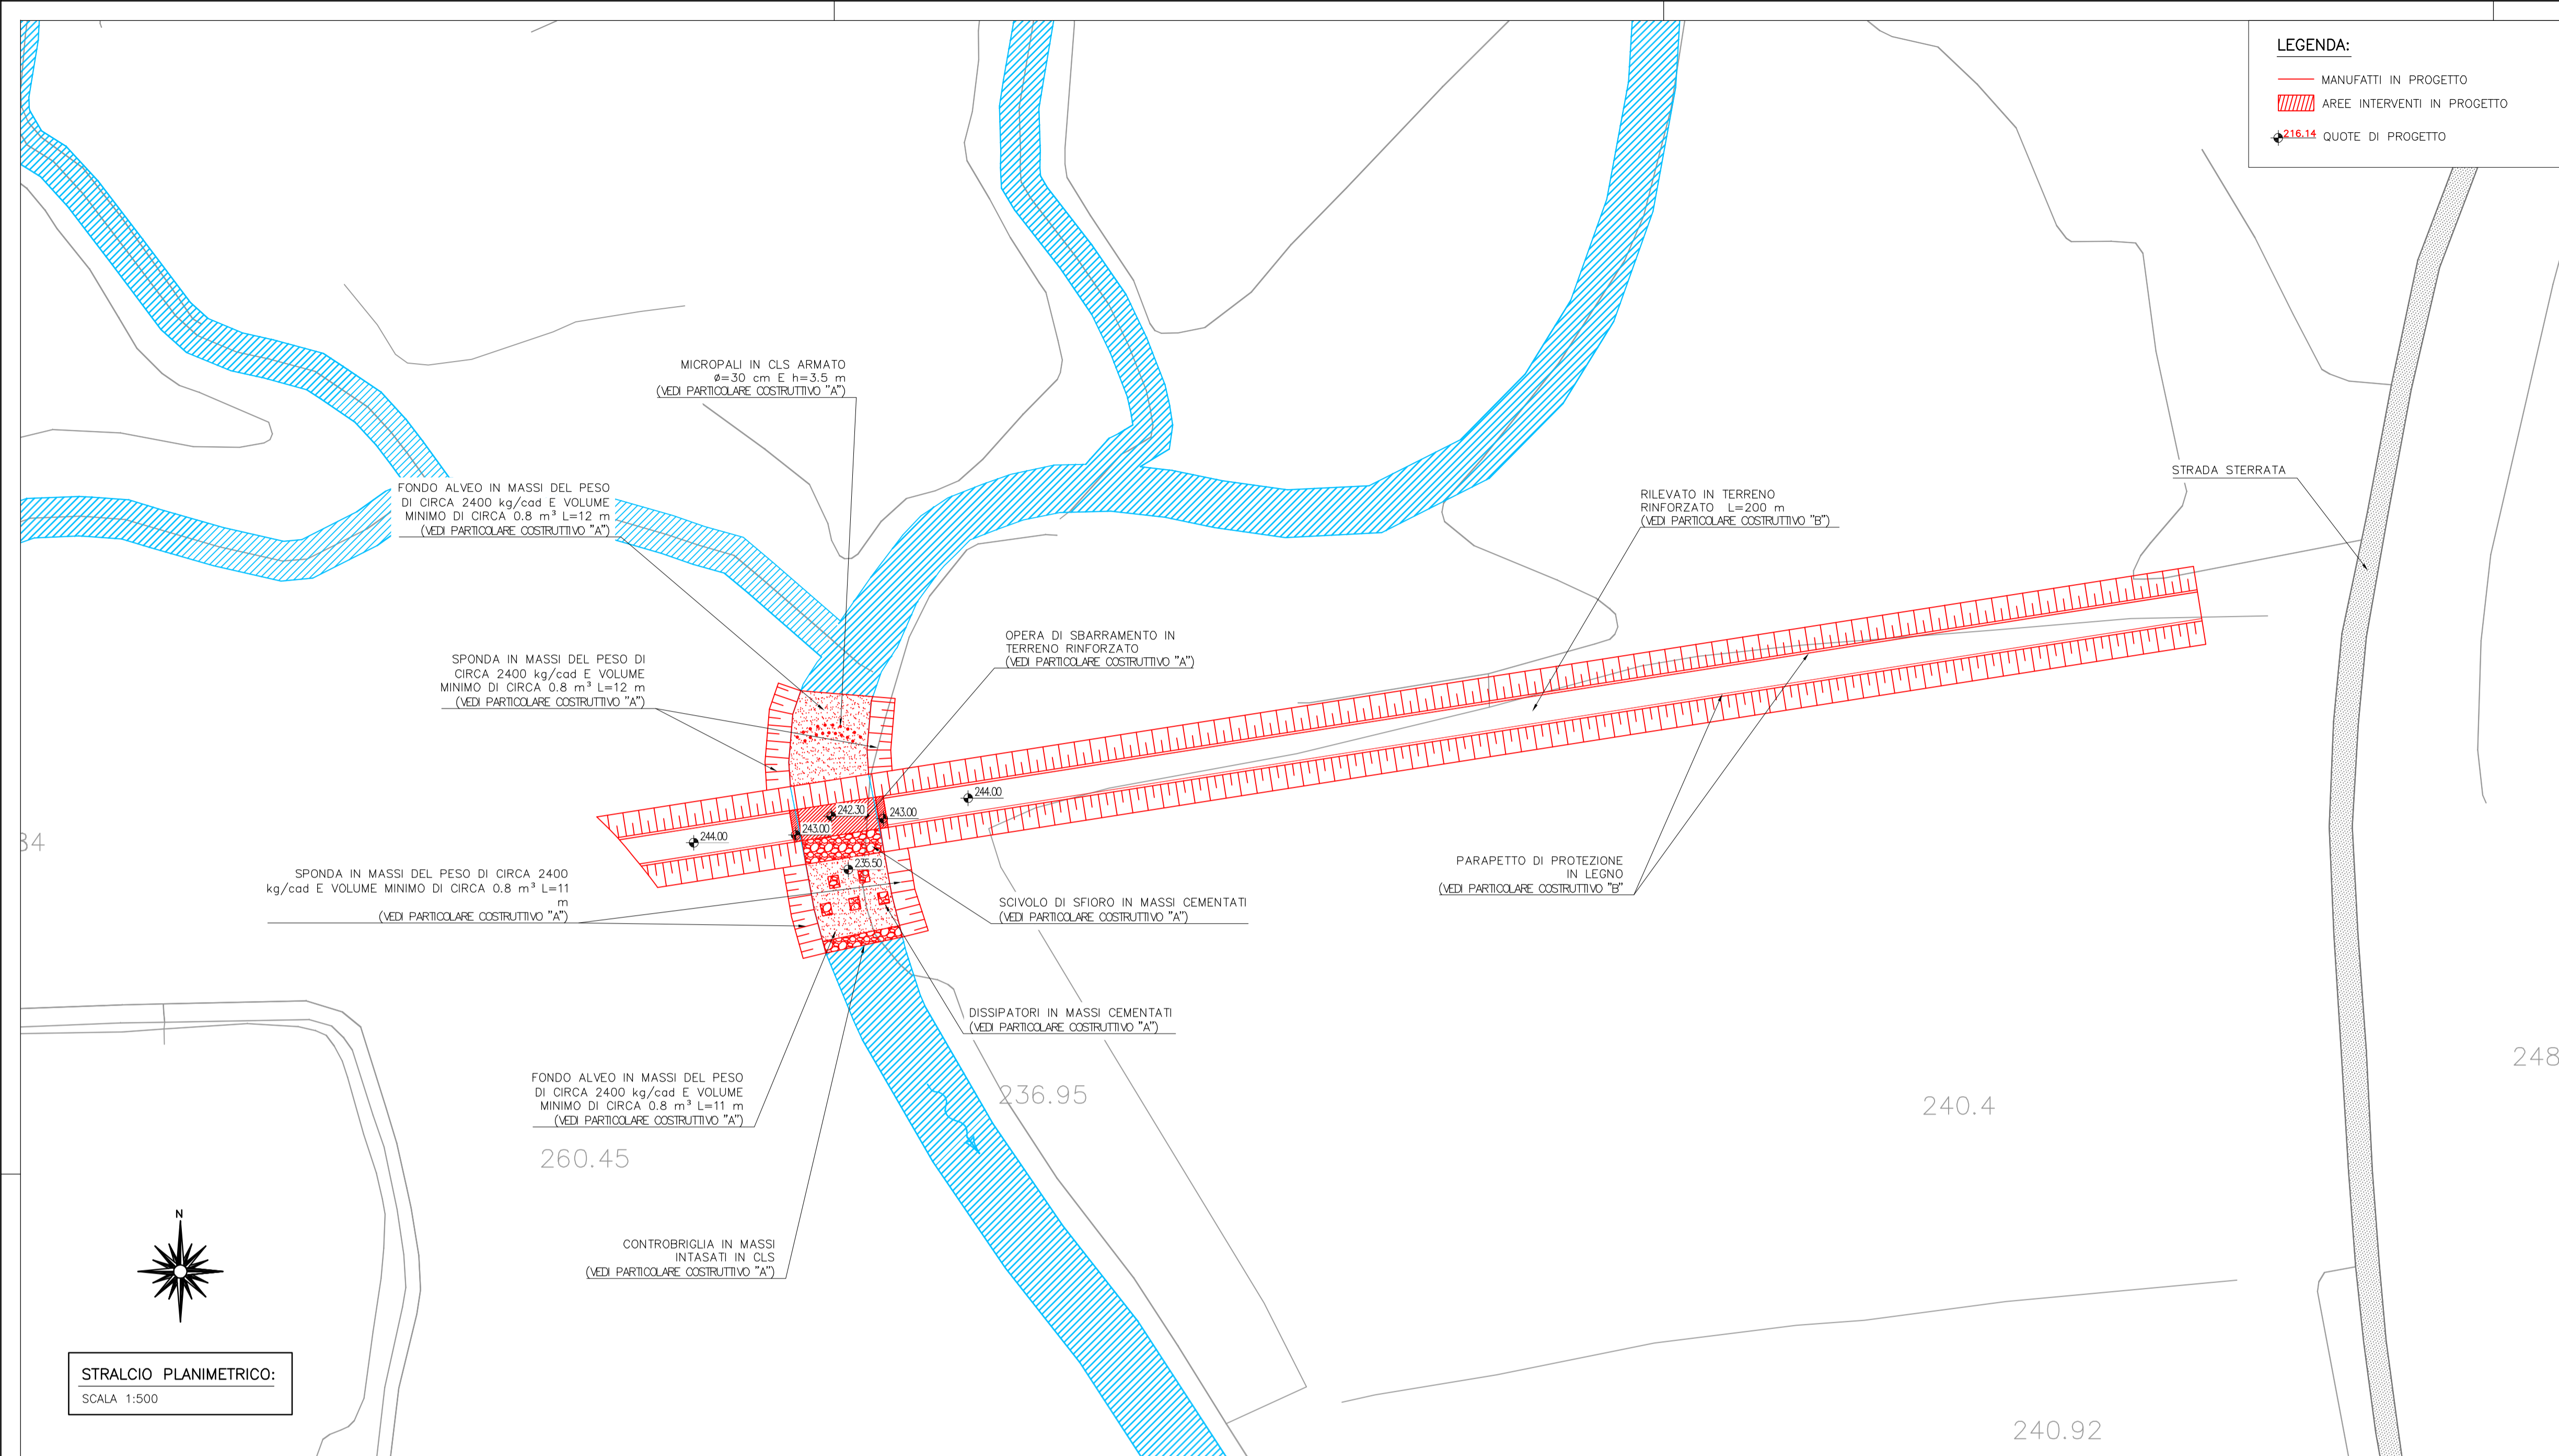 LEGENDA:
MANUFATTI IN PROGETTO
AREE INTERVENTI IN PROGETTO
216.14 QUOTE DI PROGETTO
MICROPALI IN CLS ARMATO
ø=30 cm E h=3.5 m
(VEDI PARTICOLARE COSTRUTTIVO "A")
FONDO ALVEO IN MASSI DEL PESO
DI CIRCA 2400 kg/cad E VOLUME
MINIMO DI CIRCA 0.8 m³ L=12 m
(VEDI PARTICOLARE COSTRUTTIVO "A")
STRADA STERRATA
RILEVATO IN TERRENO
RINFORZATO L=200 m
(VEDI PARTICOLARE COSTRUTTIVO "B")
OPERA DI SBARRAMENTO IN
TERRENO RINFORZATO
(VEDI PARTICOLARE COSTRUTTIVO "A")
SPONDA IN MASSI DEL PESO DI
CIRCA 2400 kg/cad E VOLUME
MINIMO DI CIRCA 0.8 m³ L=12 m
(VEDI PARTICOLARE COSTRUTTIVO "A")
244.00
242.30
243.00
243.00
244.00
235.50
SPONDA IN MASSI DEL PESO DI CIRCA 2400
kg/cad E VOLUME MINIMO DI CIRCA 0.8 m³ L=11
m
(VEDI PARTICOLARE COSTRUTTIVO "A")
PARAPETTO DI PROTEZIONE
IN LEGNO
(VEDI PARTICOLARE COSTRUTTIVO "B"
SCIVOLO DI SFIORO IN MASSI CEMENTATI
(VEDI PARTICOLARE COSTRUTTIVO "A")
DISSIPATORI IN MASSI CEMENTATI
(VEDI PARTICOLARE COSTRUTTIVO "A")
FONDO ALVEO IN MASSI DEL PESO
DI CIRCA 2400 kg/cad E VOLUME
MINIMO DI CIRCA 0.8 m³ L=11 m
(VEDI PARTICOLARE COSTRUTTIVO "A")
236.95
240.4
248
260.45
CONTROBRIGLIA IN MASSI
INTASATI IN CLS
(VEDI PARTICOLARE COSTRUTTIVO "A")
N
STRALCIO PLANIMETRICO:
SCALA 1:500
240.92